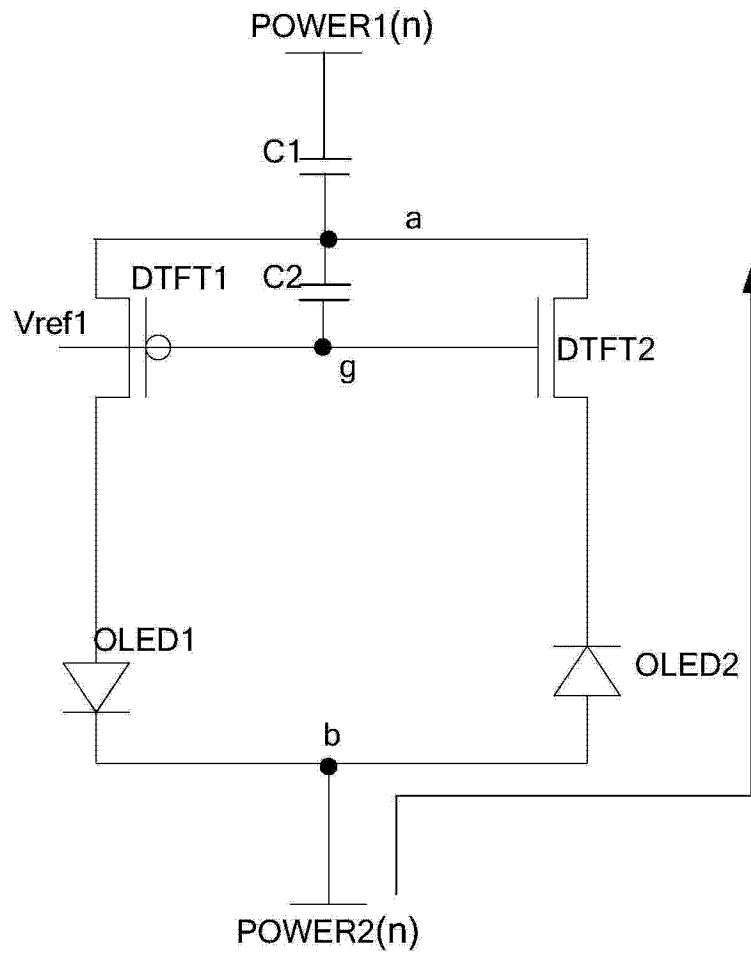 POWER1(n)
C1
a
DTFT1
C2
Vref1
g
DTFT2
OLED1
OLED2
b
POWER2(n)